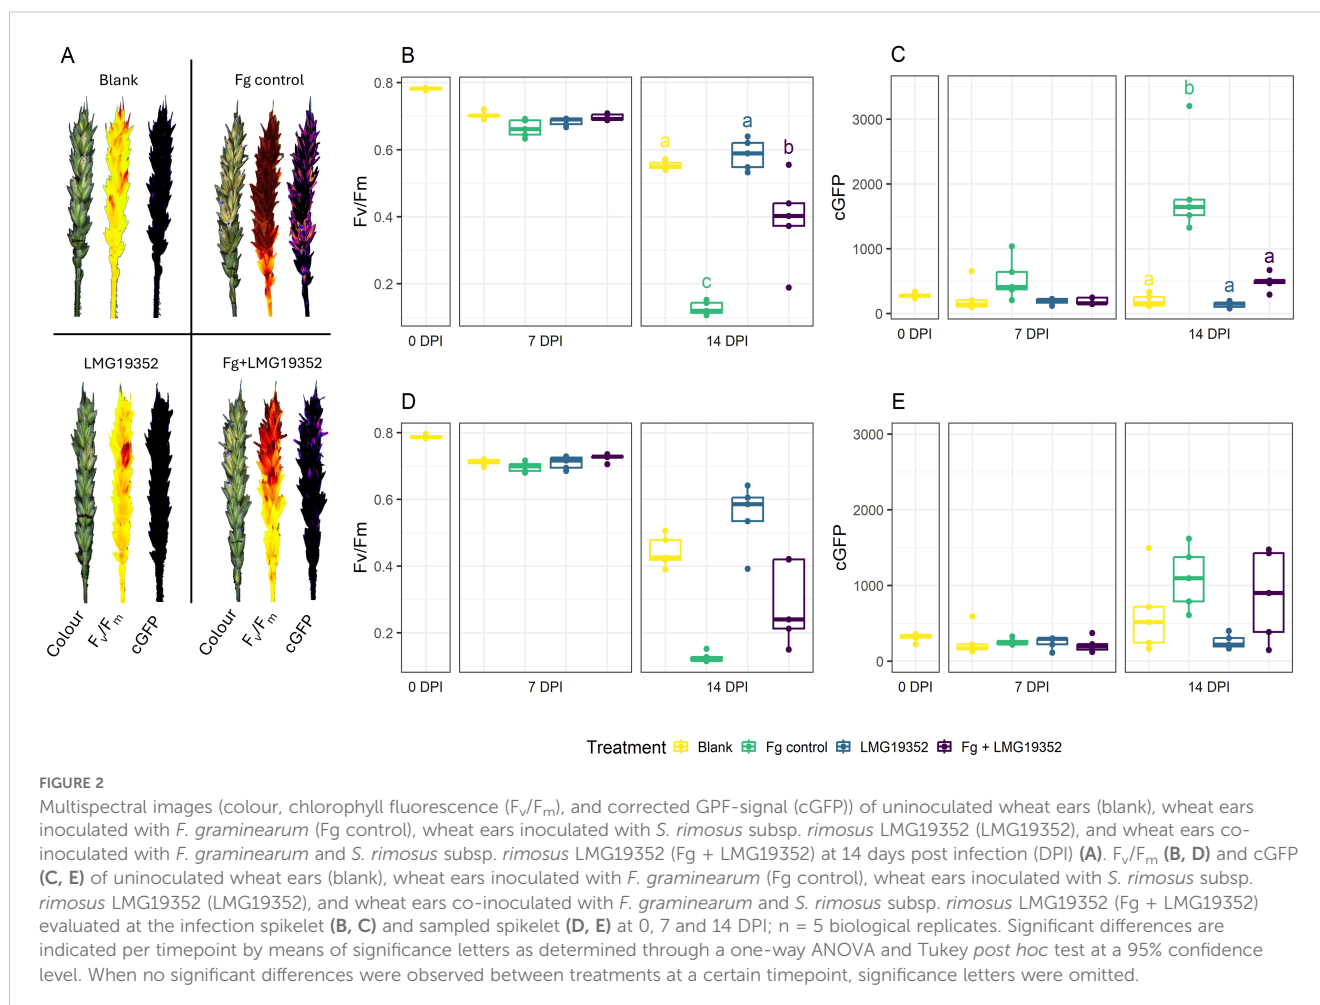 A
Blank
Fg control
LMG19352
Fg+LMG19352
Colour
Fv/Fm
cGFP
Colour
Fv/Fm
cGFP
B
Fv/Fm
0.8
0.6
0.4
0.2
a
c
a
b
0 DPI
7 DPI
14 DPI
C
cGFP
3000
2000
1000
0
a
b
a
a
0 DPI
7 DPI
14 DPI
D
Fv/Fm
0.8
0.6
0.4
0.2
0 DPI
7 DPI
14 DPI
E
cGFP
3000
2000
1000
0
0 DPI
7 DPI
14 DPI
Treatment Blank Fg control LMG19352 Fg + LMG19352
FIGURE 2
Multispectral images (colour, chlorophyll fluorescence (Fv/Fm), and corrected GPF-signal (cGFP)) of uninoculated wheat ears (blank), wheat ears
inoculated with F. graminearum (Fg control), wheat ears inoculated with S. rimosus subsp. rimosus LMG19352 (LMG19352), and wheat ears co-
inoculated with F. graminearum and S. rimosus subsp. rimosus LMG19352 (Fg + LMG19352) at 14 days post infection (DPI) (A). Fv/Fm (B, D) and cGFP
(C, E) of uninoculated wheat ears (blank), wheat ears inoculated with F. graminearum (Fg control), wheat ears inoculated with S. rimosus subsp.
rimosus LMG19352 (LMG19352), and wheat ears co-inoculated with F. graminearum and S. rimosus subsp. rimosus LMG19352 (Fg + LMG19352)
evaluated at the infection spikelet (B, C) and sampled spikelet (D, E) at 0, 7 and 14 DPI; n = 5 biological replicates. Significant differences are
indicated per timepoint by means of significance letters as determined through a one-way ANOVA and Tukey post hoc test at a 95% confidence
level. When no significant differences were observed between treatments at a certain timepoint, significance letters were omitted.